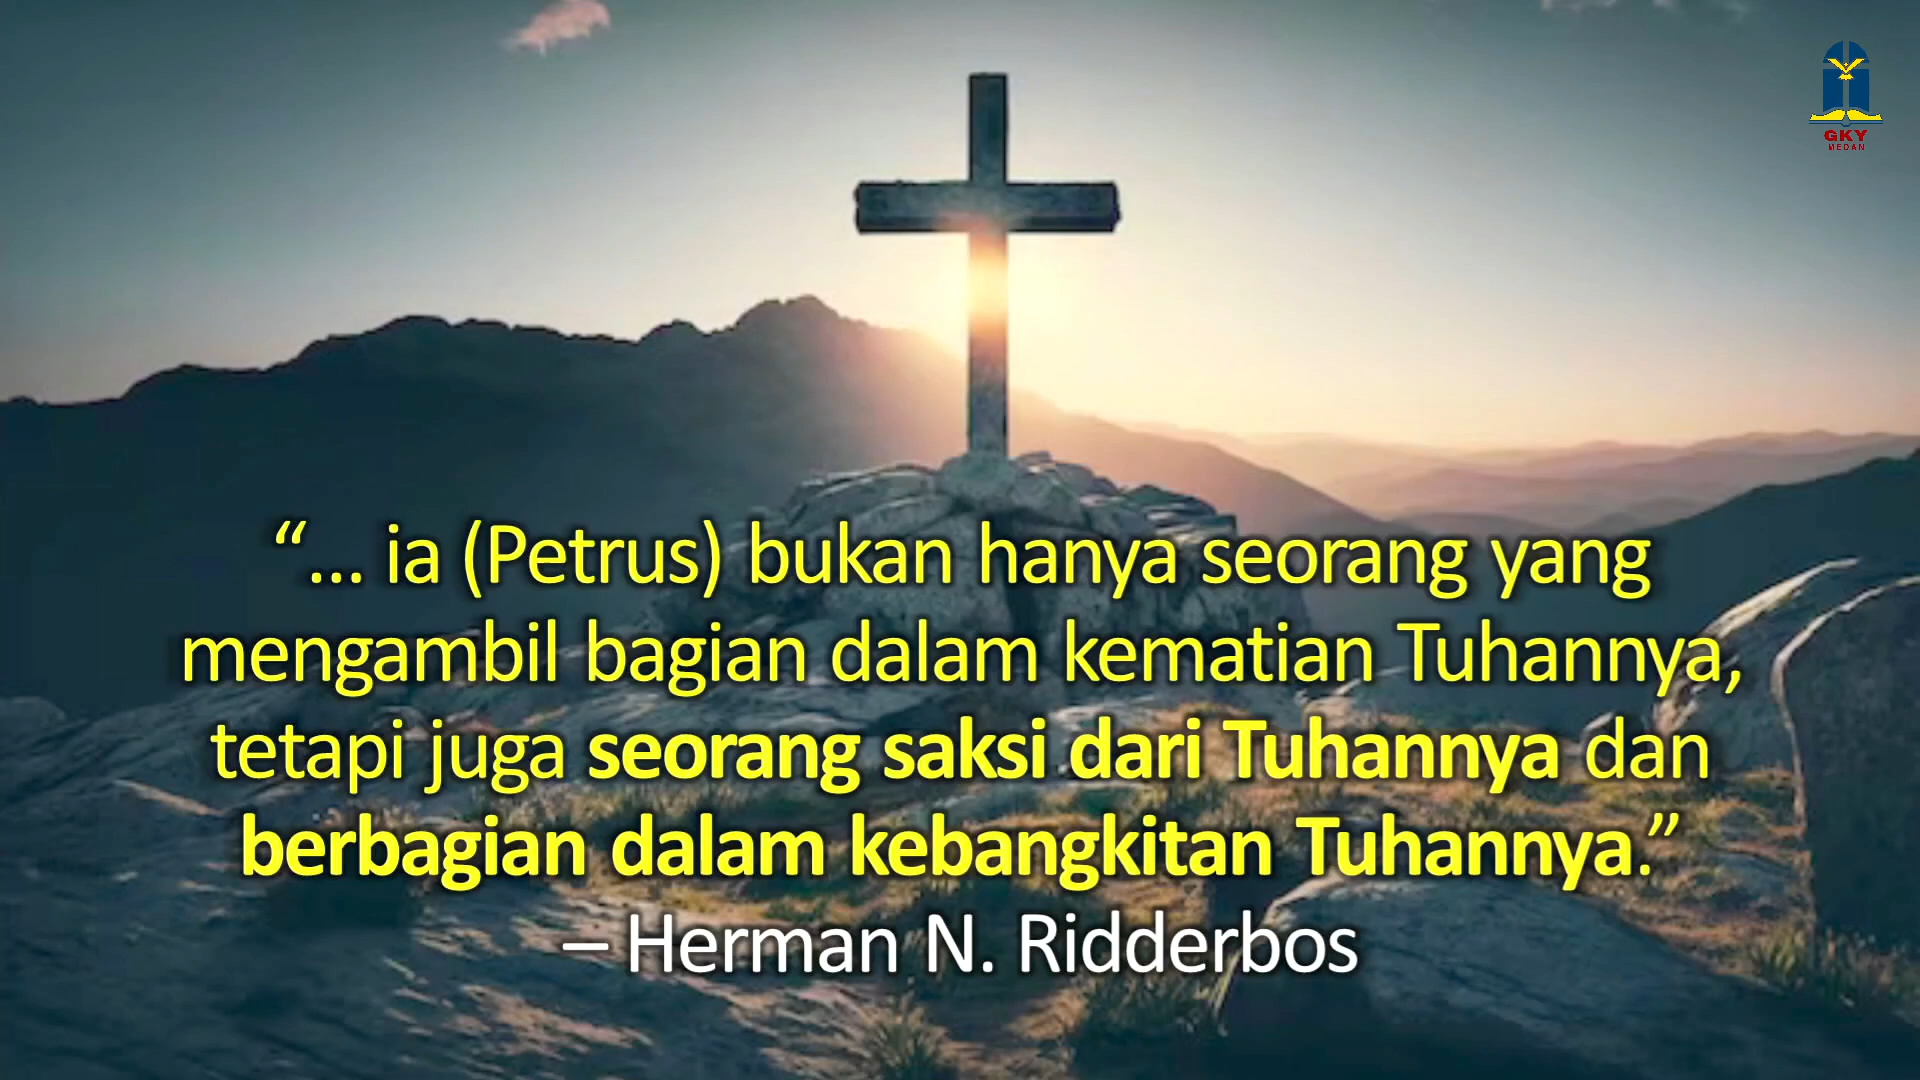 GKY
MEDAN
“... ia (Petrus) bukan hanya seorang yang
mengambil bagian dalam kematian Tuhannya,
tetapi juga seorang saksi dari Tuhannya dan
berbagian dalam kebangkitan Tuhannya.”
– Herman N. Ridderbos